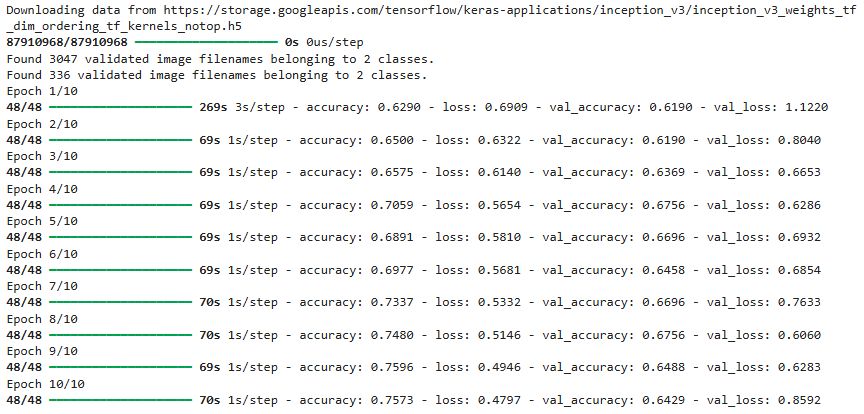 Downloading data from https://storage.googleapis.com/tensorflow/keras-applications/inception_v3/inception_v3_weights_tf
_dim_ordering_tf_kernels_notop.h5
87910968/87910968 ━━━━━━━━━━━━━━━━━━━━ 0s 0us/step
Found 3047 validated image filenames belonging to 2 classes.
Found 336 validated image filenames belonging to 2 classes.
Epoch 1/10
48/48 ━━━━━━━━━━━━━━━━━━━━ 269s 3s/step - accuracy: 0.6290 - loss: 0.6909 - val_accuracy: 0.6190 - val_loss: 1.1220
Epoch 2/10
48/48 ━━━━━━━━━━━━━━━━━━━━ 69s 1s/step - accuracy: 0.6500 - loss: 0.6322 - val_accuracy: 0.6190 - val_loss: 0.8040
Epoch 3/10
48/48 ━━━━━━━━━━━━━━━━━━━━ 69s 1s/step - accuracy: 0.6575 - loss: 0.6140 - val_accuracy: 0.6369 - val_loss: 0.6653
Epoch 4/10
48/48 ━━━━━━━━━━━━━━━━━━━━ 69s 1s/step - accuracy: 0.7059 - loss: 0.5654 - val_accuracy: 0.6756 - val_loss: 0.6286
Epoch 5/10
48/48 ━━━━━━━━━━━━━━━━━━━━ 69s 1s/step - accuracy: 0.6891 - loss: 0.5810 - val_accuracy: 0.6696 - val_loss: 0.6932
Epoch 6/10
48/48 ━━━━━━━━━━━━━━━━━━━━ 69s 1s/step - accuracy: 0.6977 - loss: 0.5681 - val_accuracy: 0.6458 - val_loss: 0.6854
Epoch 7/10
48/48 ━━━━━━━━━━━━━━━━━━━━ 70s 1s/step - accuracy: 0.7337 - loss: 0.5332 - val_accuracy: 0.6696 - val_loss: 0.7633
Epoch 8/10
48/48 ━━━━━━━━━━━━━━━━━━━━ 70s 1s/step - accuracy: 0.7480 - loss: 0.5146 - val_accuracy: 0.6756 - val_loss: 0.6060
Epoch 9/10
48/48 ━━━━━━━━━━━━━━━━━━━━ 69s 1s/step - accuracy: 0.7596 - loss: 0.4946 - val_accuracy: 0.6488 - val_loss: 0.6283
Epoch 10/10
48/48 ━━━━━━━━━━━━━━━━━━━━ 70s 1s/step - accuracy: 0.7573 - loss: 0.4797 - val_accuracy: 0.6429 - val_loss: 0.8592